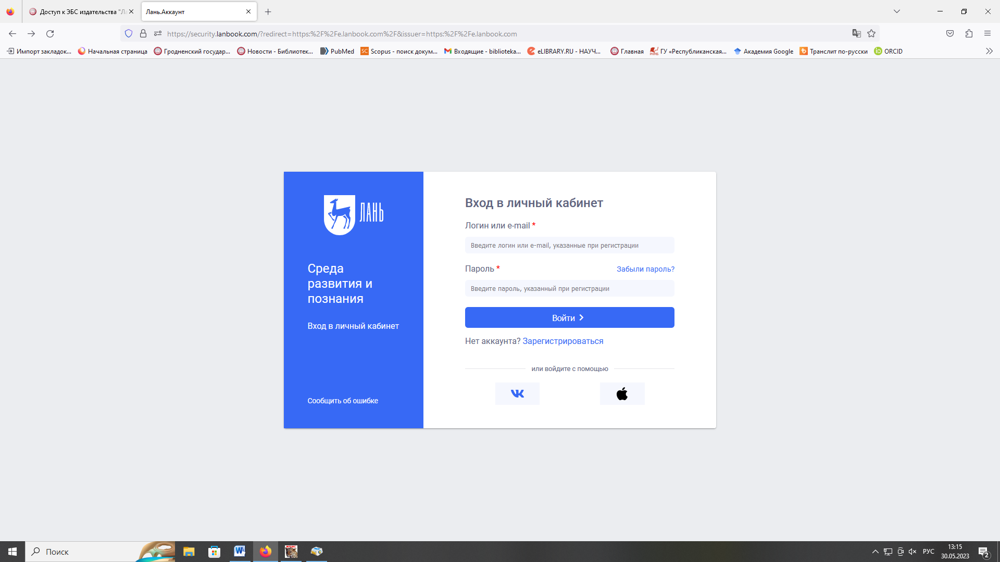 Доступ к ЭБС издательства "Ла
Лань.Аккаунт
https://security.lanbook.com/?redirect=https:%2F%2Fe.lanbook.com%2F&issuer=https:%2F%2Fe.lanbook.com
Импорт закладок... Начальная страница Гродненский государ... Новости - Библиотек... PubMed SC Scopus - поиск докум... Входящие - biblioteka... eLIBRARY.RU - НАУЧ... Главная ГУ «Республиканская... Академия Google Транслит по-русски iD ORCID
ЛАНЬ
Среда
развития и
познания
Вход в личный кабинет
Сообщить об ошибке
Вход в личный кабинет
Логин или e-mail *
Введите логин или e-mail, указанные при регистрации
Пароль * Забыли пароль?
Введите пароль, указанный при регистрации
Войти
Нет аккаунта? Зарегистрироваться
или войдите с помощью
Поиск
РУС
13:15
30.05.2023
2